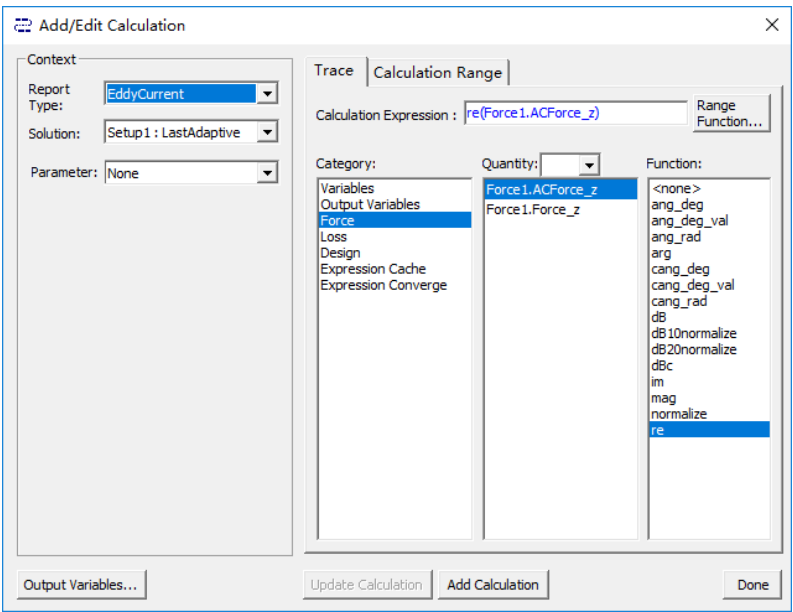 Add/Edit Calculation
Context
Report Type:
EddyCurrent
Solution:
Setup1 : LastAdaptive
Parameter:
None
Trace
Calculation Range
Calculation Expression :
re(Force1.ACForce_z)
Range Function...
Category:
Variables
Output Variables
Force
Loss
Design
Expression Cache
Expression Converge
Quantity:
Force1.ACForce_z
Force1.Force_z
Function:
<none>
ang_deg
ang_deg_val
ang_rad
arg
cang_deg
cang_deg_val
cang_rad
dB
dB10normalize
dB20normalize
dBc
im
mag
normalize
re
Output Variables...
Update Calculation
Add Calculation
Done